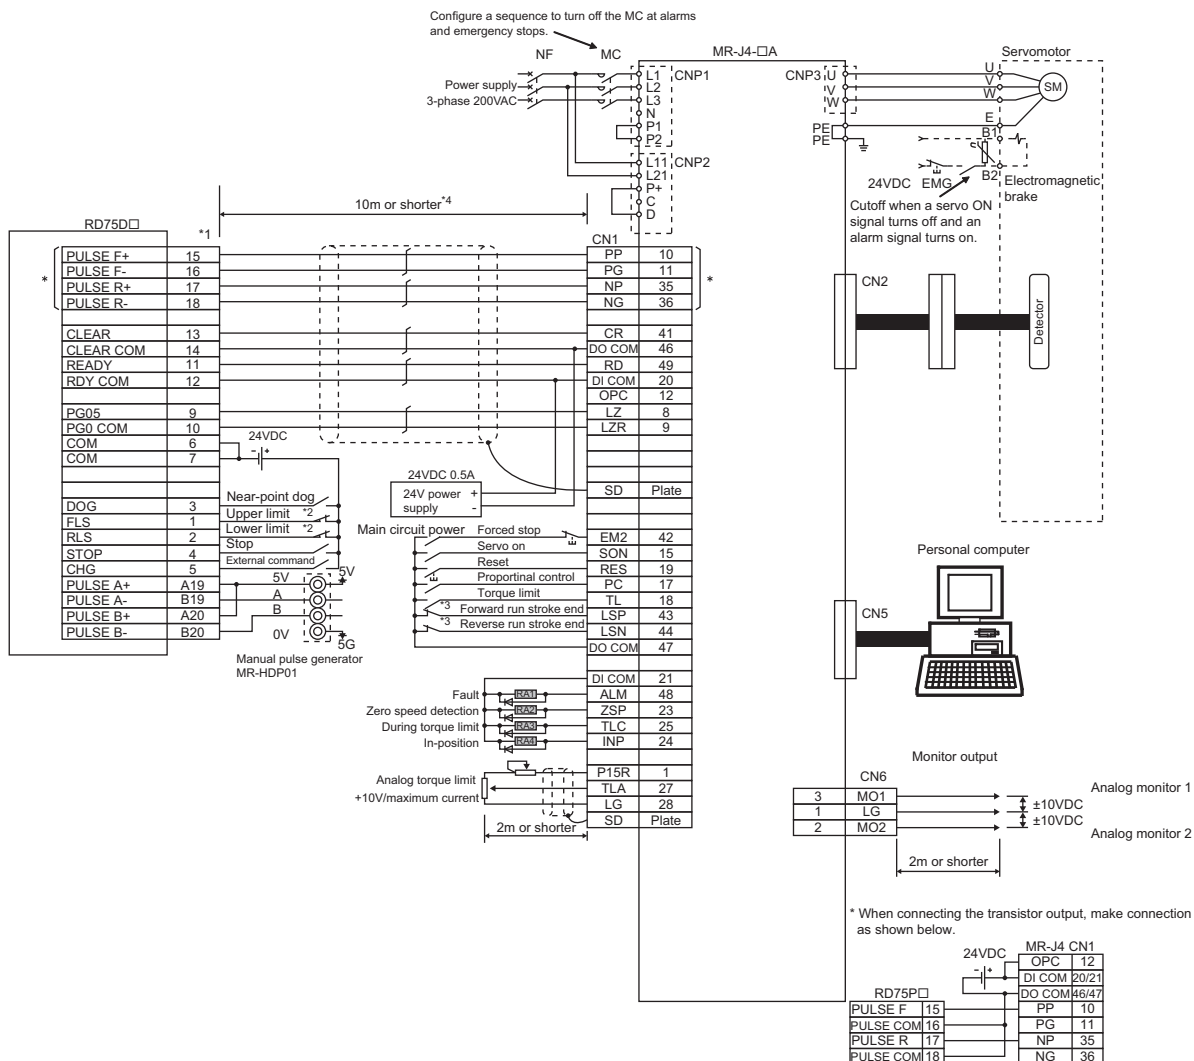 Configure a sequence to turn off the MC at alarms
and emergency stops.
NF MC MR-J4-□A Servomotor
Power supply
3-phase 200VAC
L1 CNP1
L2
L3
N
P1
P2
L11 CNP2
L21
P+
C
D
CNP3 U
V
W
PE
PE
U
V
W
SM
E
B1
B2
24VDC EMG
Electromagnetic
brake
Cutoff when a servo ON
signal turns off and an
alarm signal turns on.
10m or shorter*4
RD75D□
*1
*
PULSE F+ 15
PULSE F- 16
PULSE R+ 17
PULSE R- 18
CLEAR 13
CLEAR COM 14
READY 11
RDY COM 12
PG05 9
PG0 COM 10
COM 6
COM 7
DOG 3
FLS 1
RLS 2
STOP 4
CHG 5
PULSE A+ A19
PULSE A- B19
PULSE B+ A20
PULSE B- B20
24VDC
- +
Near-point dog
Upper limit *2
Lower limit *2
Stop
External command
5V 5V
A
B
0V 5G
Manual pulse generator
MR-HDP01
CN1
PP 10
PG 11
NP 35
NG 36
*
CR 41
DO COM 46
RD 49
DI COM 20
OPC 12
LZ 8
LZR 9
SD Plate
EM2 42
SON 15
RES 19
PC 17
TL 18
LSP 43
LSN 44
DO COM 47
DI COM 21
ALM 48
ZSP 23
TLC 25
INP 24
P15R 1
TLA 27
LG 28
SD Plate
24VDC 0.5A
24V power +
supply -
Main circuit power
Forced stop
Servo on
Reset
Proportinal control
Torque limit
*3 Forward run stroke end
*3 Reverse run stroke end
Fault RA1
Zero speed detection RA2
During torque limit RA3
In-position RA4
Analog torque limit
+10V/maximum current
2m or shorter
CN2
Detector
Personal computer
CN5
Monitor output
CN6
3 MO1
1 LG
2 MO2
Analog monitor 1
±10VDC
±10VDC
Analog monitor 2
2m or shorter
* When connecting the transistor output, make connection
as shown below.
24VDC
- +
MR-J4 CN1
OPC 12
DI COM 20/21
DO COM 46/47
PP 10
PG 11
NP 35
NG 36
RD75P□
PULSE F 15
PULSE COM 16
PULSE R 17
PULSE COM 18